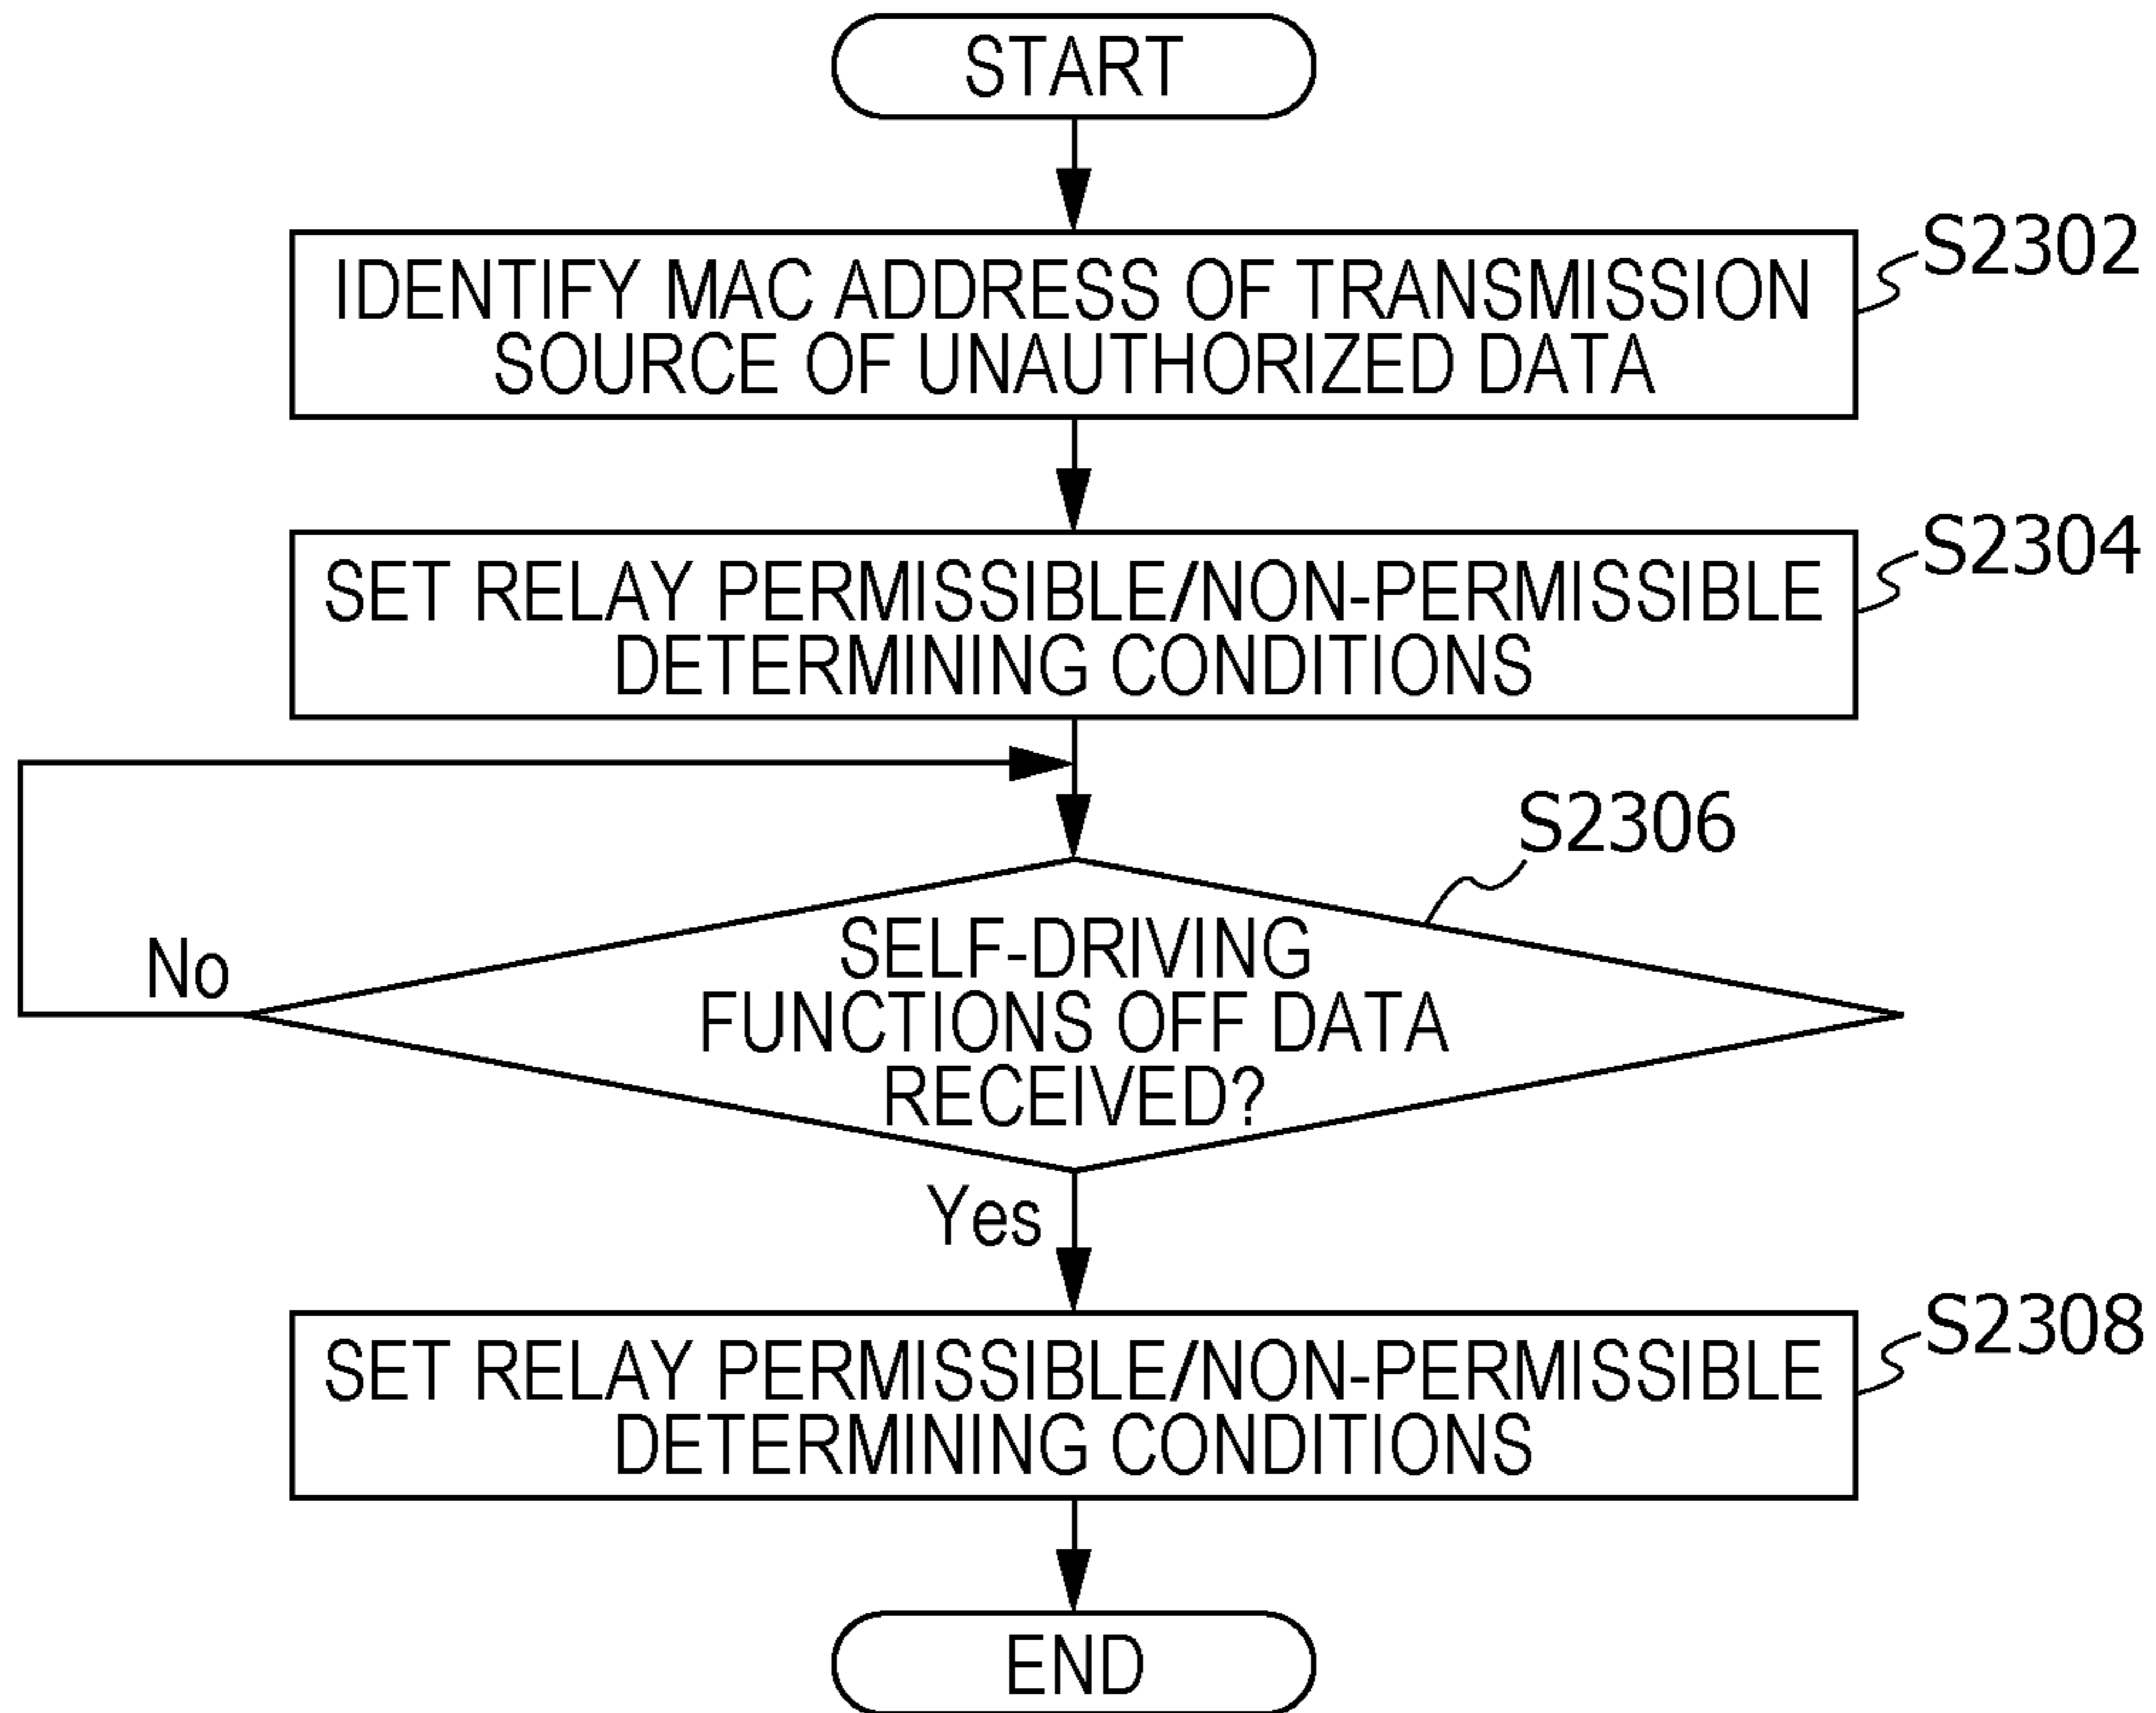 START
IDENTIFY MAC ADDRESS OF TRANSMISSION
SOURCE OF UNAUTHORIZED DATA
S2302
SET RELAY PERMISSIBLE/NON-PERMISSIBLE
DETERMINING CONDITIONS
S2304
S2306
SELF-DRIVING
FUNCTIONS OFF DATA
RECEIVED?
No
Yes
SET RELAY PERMISSIBLE/NON-PERMISSIBLE
DETERMINING CONDITIONS
S2308
END